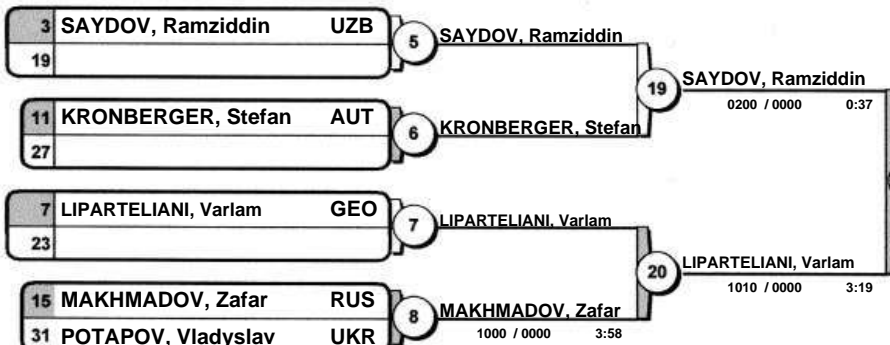 3 SAYDOV, Ramziddin UZB
19
5
SAYDOV, Ramziddin
11 KRONBERGER, Stefan AUT
27
6
KRONBERGER, Stefan
19
SAYDOV, Ramziddin
0200 / 0000 0:37
7 LIPARTELIANI, Varlam GEO
23
7
LIPARTELIANI, Varlam
15 MAKHMADOV, Zafar RUS
31 POTAPOV, Vladyslav UKR
8
MAKHMADOV, Zafar
1000 / 0000 3:58
20
LIPARTELIANI, Varlam
1010 / 0000 3:19